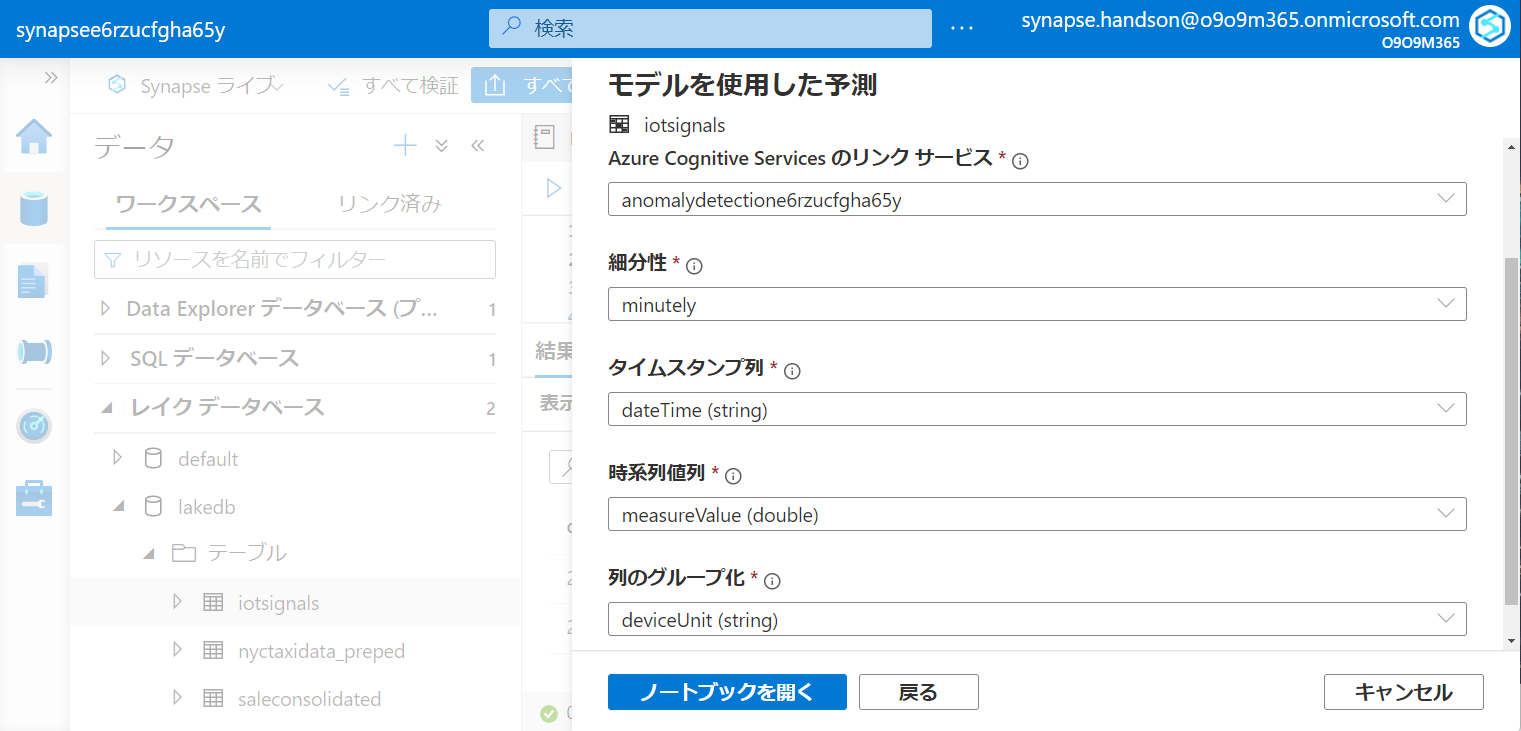 synapsee6rzucfgha65y
検索
synapse.handson@o9o9m365.onmicrosoft.com
O9O9M365
Synapse ライブ
すべて検証
すべて
データ
ワークスペース
リンク済み
リソースを名前でフィルター
Data Explorer データベース (プ... 1
SQL データベース 1
レイク データベース 2
default
lakedb
テーブル
iotsignals
nyctaxidata_preped
saleconsolidated
結果
表示
モデルを使用した予測
iotsignals
Azure Cognitive Services のリンク サービス *
anomalydetectione6rzucfgha65y
細分性 *
minutely
タイムスタンプ列 *
dateTime (string)
時系列値列 *
measureValue (double)
列のグループ化 *
deviceUnit (string)
ノートブックを開く
戻る
キャンセル